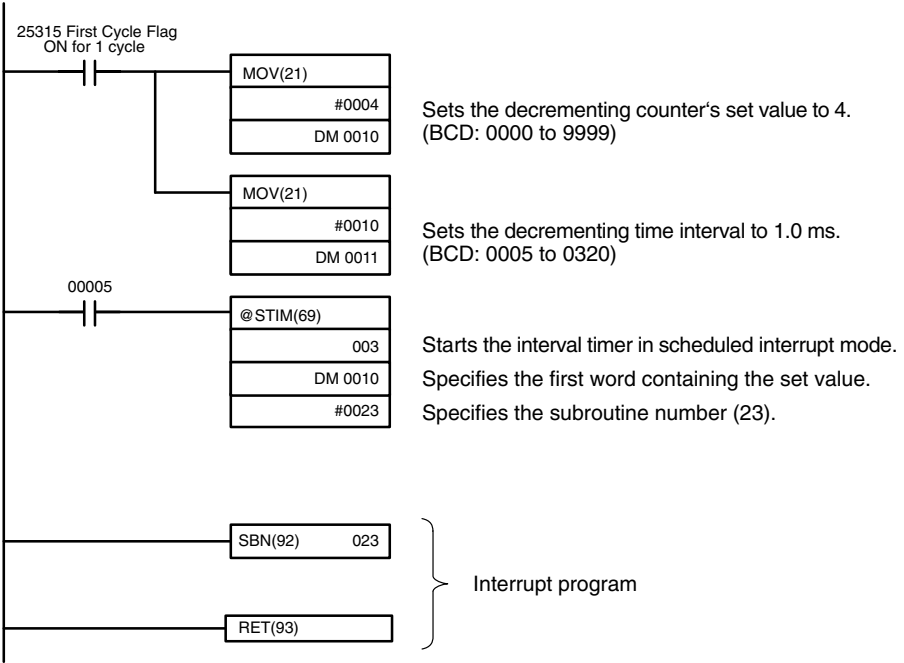 25315 First Cycle Flag
ON for 1 cycle
MOV(21)
#0004
DM 0010
Sets the decrementing counter‘s set value to 4.
(BCD: 0000 to 9999)
MOV(21)
#0010
DM 0011
Sets the decrementing time interval to 1.0 ms.
(BCD: 0005 to 0320)
00005
@STIM(69)
003
Starts the interval timer in scheduled interrupt mode.
DM 0010
Specifies the first word containing the set value.
#0023
Specifies the subroutine number (23).
SBN(92) 023
Interrupt program
RET(93)